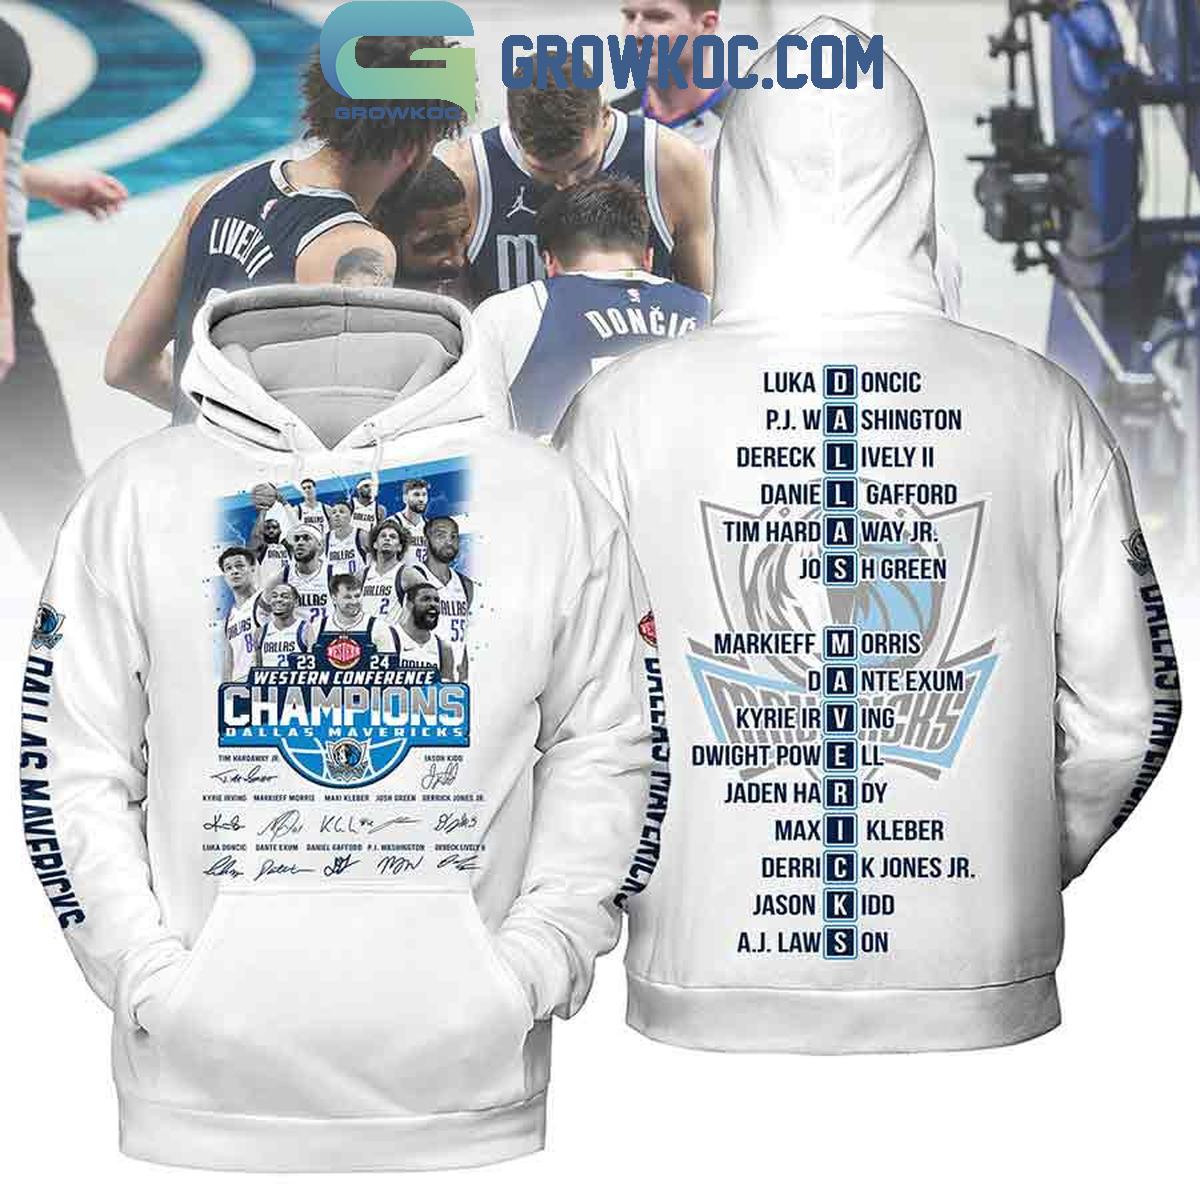 GROWKOC.COM
GROWKOC
LIVELY II
DONČIĆ
23 24
WESTERN
WESTERN CONFERENCE
CHAMPIONS
DALLAS MAVERICKS
TIM HARDAWAY JR. JASON KIDD
KYRIE IRVING MARKIEFF MORRIS MAXI KLEBER JOSH GREEN DERRICK JONES JR.
LUKA DONCIC DANTE EXUM DANIEL GAFFORD P.J. WASHINGTON DERECK LIVELY II
DALLAS MAVERICKS
DALLAS MAVERICKS
LUKA DONCIC
P.J. WASHINGTON
DERECK LIVELY II
DANIEL GAFFORD
TIM HARDAWAY JR.
JOSH GREEN
MARKIEFF MORRIS
DANTE EXUM
KYRIE IRVING
DWIGHT POWELL
JADEN HARDY
MAXI KLEBER
DERRICK JONES JR.
JASON KIDD
A.J. LAWSON
MAVERICKS
DALLAS MAVERICKS